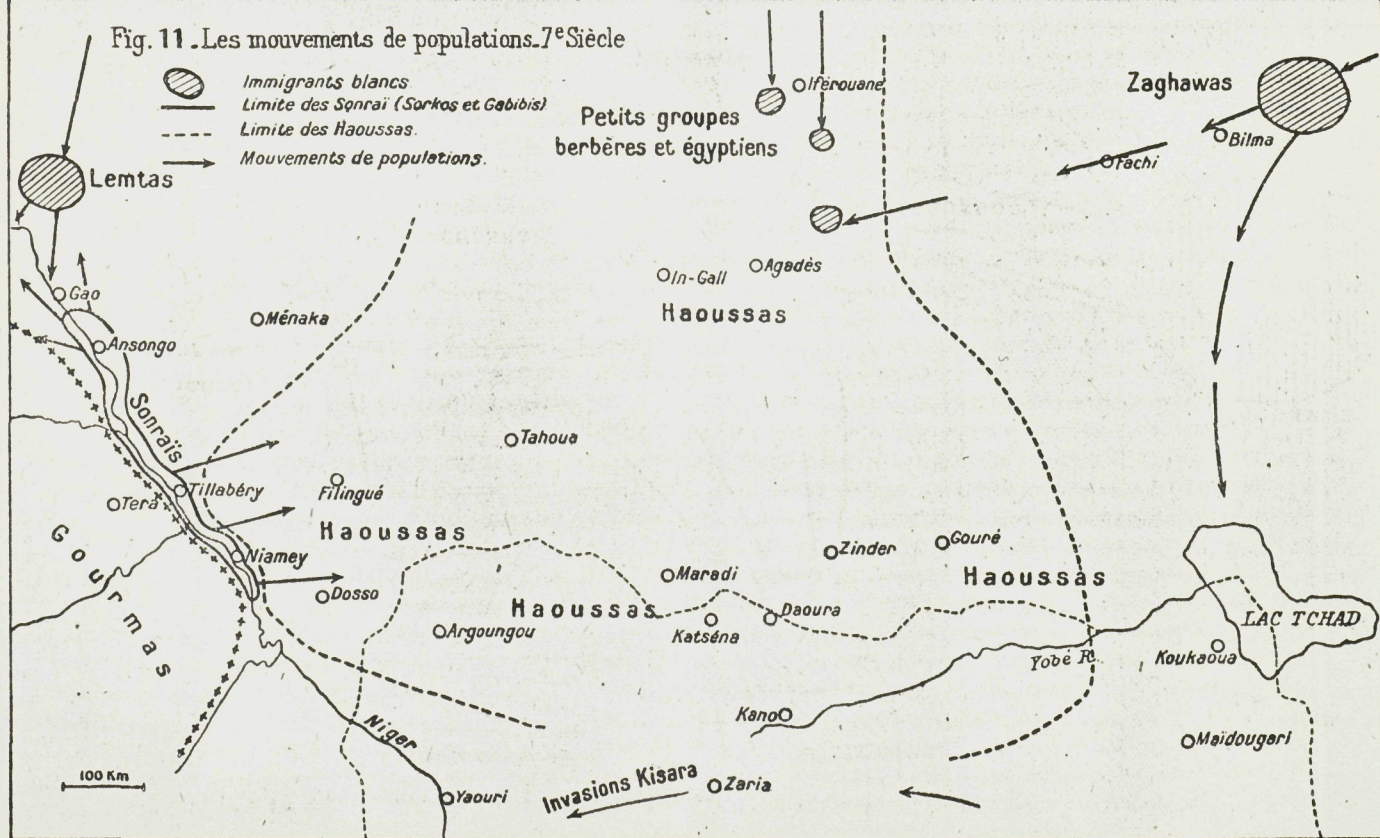 Fig. 11. Les mouvements de populations_7e Siècle
Immigrants blancs
Limite des Sonraï (Sorkos et Gabibis)
Limite des Haoussas.
Mouvements de populations.
Iférouane
Petits groupes
berbères et égyptiens
Zaghawas
Bilma
Fachi
Lemtas
In-Gall
Agadès
Haoussas
Gao
Ménaka
Ansongo
Sonraïs
Tahoua
Tillabéry
Tera
Filingué
Haoussas
Gourmas
Niamey
Dosso
Zinder
Gouré
Maradi
Haoussas
Haoussas
Argoungou
Katséna
Daoura
LAC TCHAD
Yobé R.
Koukaoua
Kano
Niger
Maïdougari
100 Km
Yaouri
Invasions Kisara
Zaria